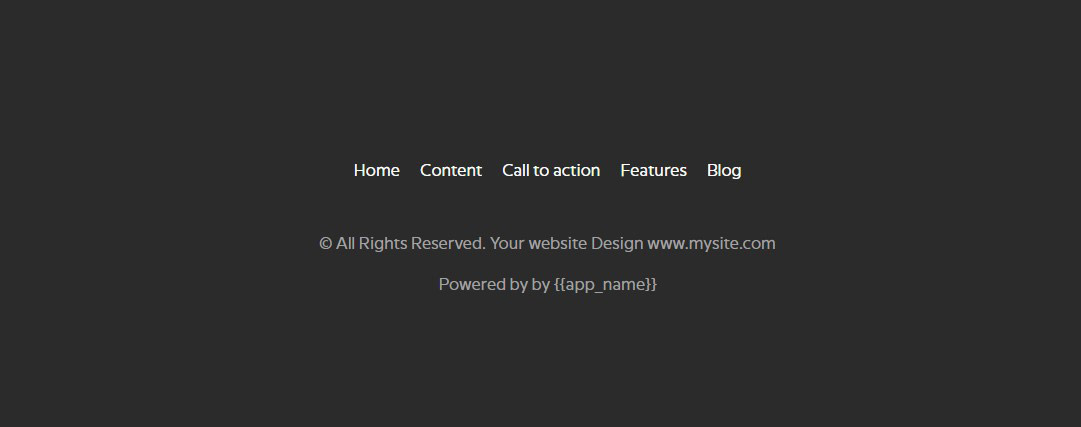 Home Content Call to action Features Blog
© All Rights Reserved. Your website Design www.mysite.com
Powered by by {{app_name}}